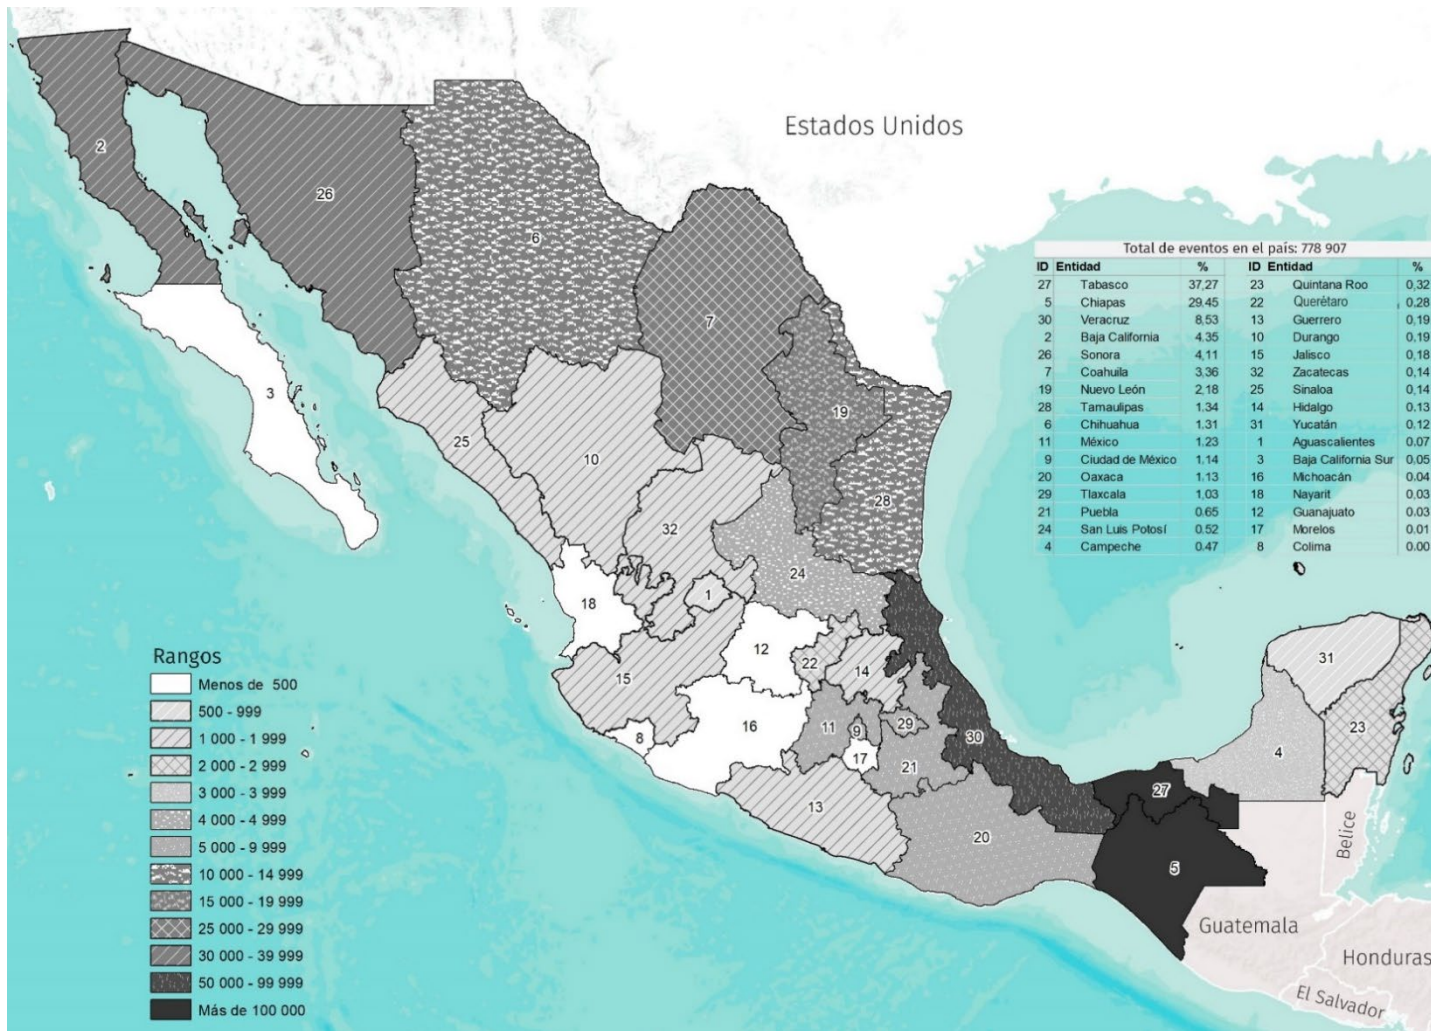 Estados Unidos
2
26
6
7
3
19
25
10
28
32
24
18
1
12
22
14
15
31
16
11
9
29
8
17
30
23
4
21
27
13
20
5
Belice
Guatemala
Honduras
El Salvador
Total de eventos en el país: 778 907
ID Entidad % ID Entidad %
27 Tabasco 37,27 23 Quintana Roo 0,32
5 Chiapas 29.45 22 Querétaro 0.28
30 Veracruz 8,53 13 Guerrero 0,19
2 Baja California 4.35 10 Durango 0.19
26 Sonora 4,11 15 Jalisco 0,18
7 Coahuila 3,36 32 Zacatecas 0,14
19 Nuevo León 2,18 25 Sinaloa 0,14
28 Tamaulipas 1.34 14 Hidalgo 0.13
6 Chihuahua 1.31 31 Yucatán 0.12
11 México 1.23 1 Aguascalientes 0.07
9 Ciudad de México 1,14 3 Baja California Sur 0,05
20 Oaxaca 1.13 16 Michoacán 0.04
29 Tlaxcala 1,03 18 Nayarit 0,03
21 Puebla 0.65 12 Guanajuato 0.03
24 San Luis Potosí 0.52 17 Morelos 0.01
4 Campeche 0.47 8 Colima 0.00
Rangos
Menos de 500
500 - 999
1 000 - 1 999
2 000 - 2 999
3 000 - 3 999
4 000 - 4 999
5 000 - 9 999
10 000 - 14 999
15 000 - 19 999
25 000 - 29 999
30 000 - 39 999
50 000 - 99 999
Más de 100 000